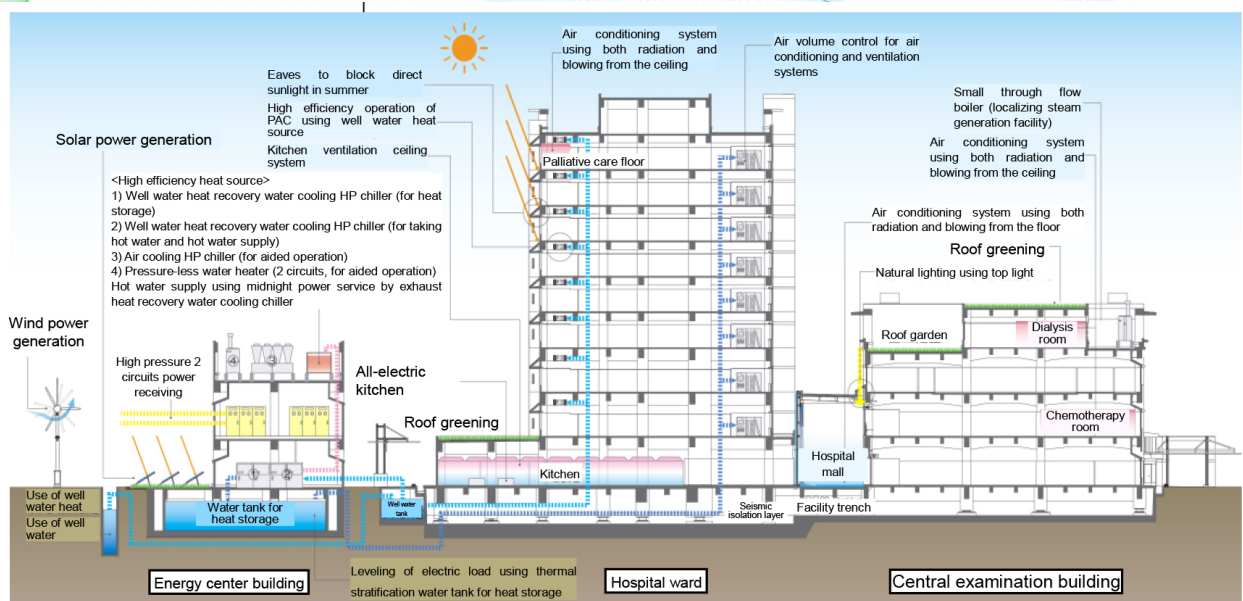 Air conditioning system
using both radiation and
blowing from the ceiling
Air volume control for air
conditioning and ventilation
systems
Eaves to block direct
sunlight in summer
High efficiency operation of
PAC using well water heat
source
Kitchen ventilation ceiling
system
Small through flow
boiler (localizing steam
generation facility)
Air conditioning system
using both radiation and
blowing from the ceiling
Solar power generation
<High efficiency heat source>
1) Well water heat recovery water cooling HP chiller (for heat
storage)
2) Well water heat recovery water cooling HP chiller (for taking
hot water and hot water supply)
3) Air cooling HP chiller (for aided operation)
4) Pressure-less water heater (2 circuits, for aided operation)
Hot water supply using midnight power service by exhaust
heat recovery water cooling chiller
Palliative care floor
Air conditioning system using both
radiation and blowing from the floor
Roof greening
Natural lighting using top light
Wind power
generation
High pressure 2
circuits power
receiving
④
③
All-electric
kitchen
Roof greening
Roof garden
Dialysis
room
Chemotherapy
room
Kitchen
Hospital
mall
①
②
Use of well
water heat
Use of well
water
Water tank for
heat storage
Well water
tank
Seismic
isolation layer
Facility trench
Energy center building
Leveling of electric load using thermal
stratification water tank for heat storage
Hospital ward
Central examination building